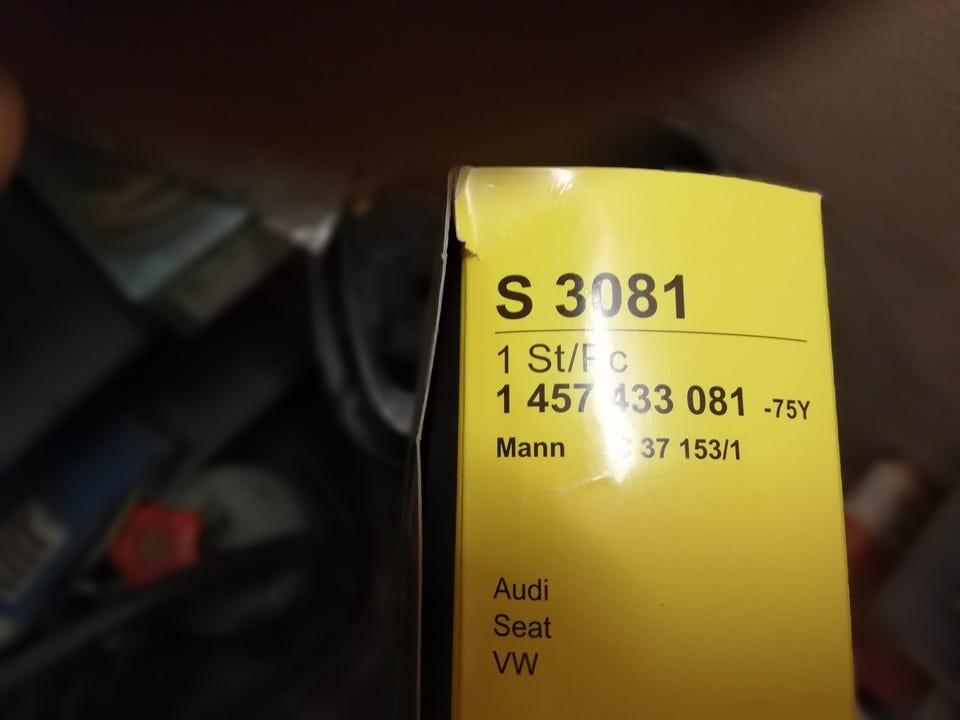 S 3081
1 St/Pc
1 457 433 081 -75Y
Mann C 37 153/1
Audi
Seat
VW